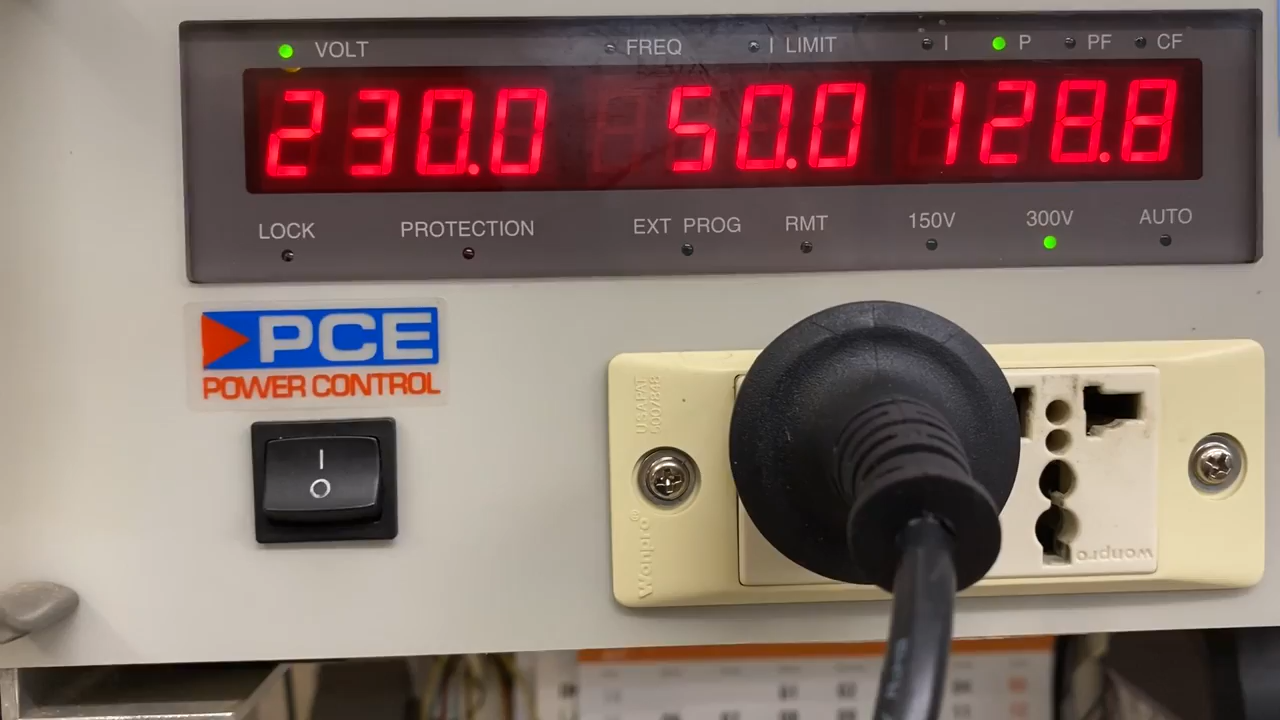 VOLT FREQ I LIMIT I P PF CF
230.0 50.0 128.8
LOCK PROTECTION EXT PROG RMT 150V 300V AUTO
PCE
POWER CONTROL
I
O
Wonpro®
wonpro